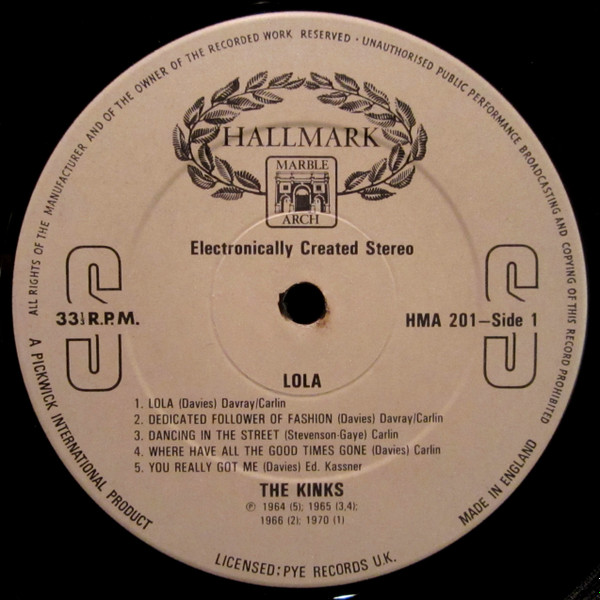 ALL RIGHTS OF THE MANUFACTURER AND OF THE OWNER OF THE RECORDED WORK RESERVED · UNAUTHORISED PUBLIC PERFORMANCE BROADCASTING AND COPYING OF THIS RECORD PROHIBITED
HALLMARK
MARBLE
ARCH
Electronically Created Stereo
33⅓ R.P.M.
HMA 201–Side 1
LOLA
1. LOLA (Davies) Davray/Carlin
2. DEDICATED FOLLOWER OF FASHION (Davies) Davray/Carlin
3. DANCING IN THE STREET (Stevenson-Gaye) Carlin
4. WHERE HAVE ALL THE GOOD TIMES GONE (Davies) Carlin
5. YOU REALLY GOT ME (Davies) Ed. Kassner
THE KINKS
℗ 1964 (5); 1965 (3,4);
1966 (2); 1970 (1)
A PICKWICK INTERNATIONAL PRODUCT
LICENSED: PYE RECORDS U.K.
MADE IN ENGLAND